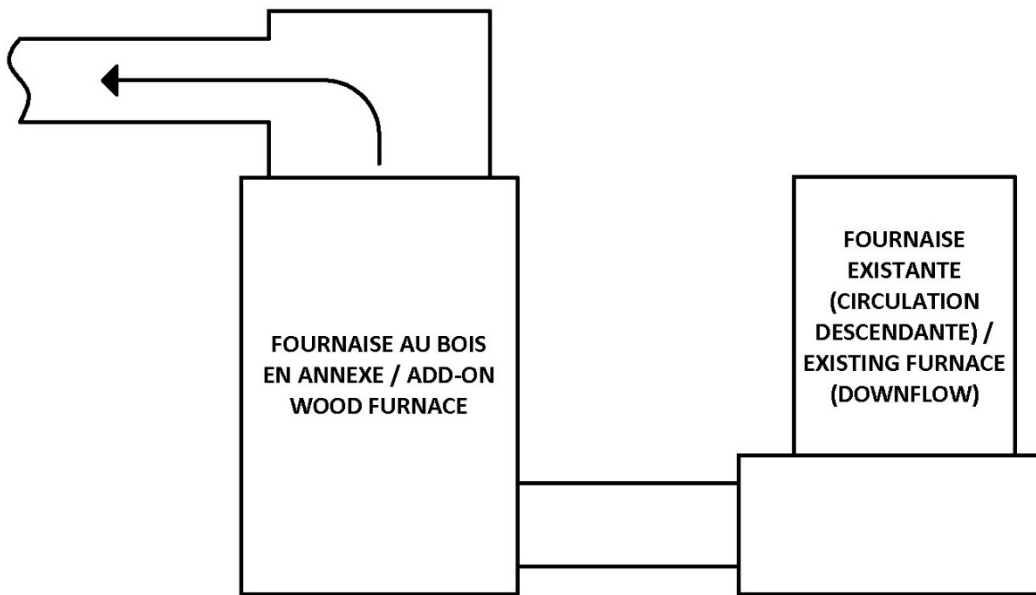 FOURNAISE AU BOIS
EN ANNEXE / ADD-ON
WOOD FURNACE
FOURNAISE
EXISTANTE
(CIRCULATION
DESCENDANTE) /
EXISTING FURNACE
(DOWNFLOW)